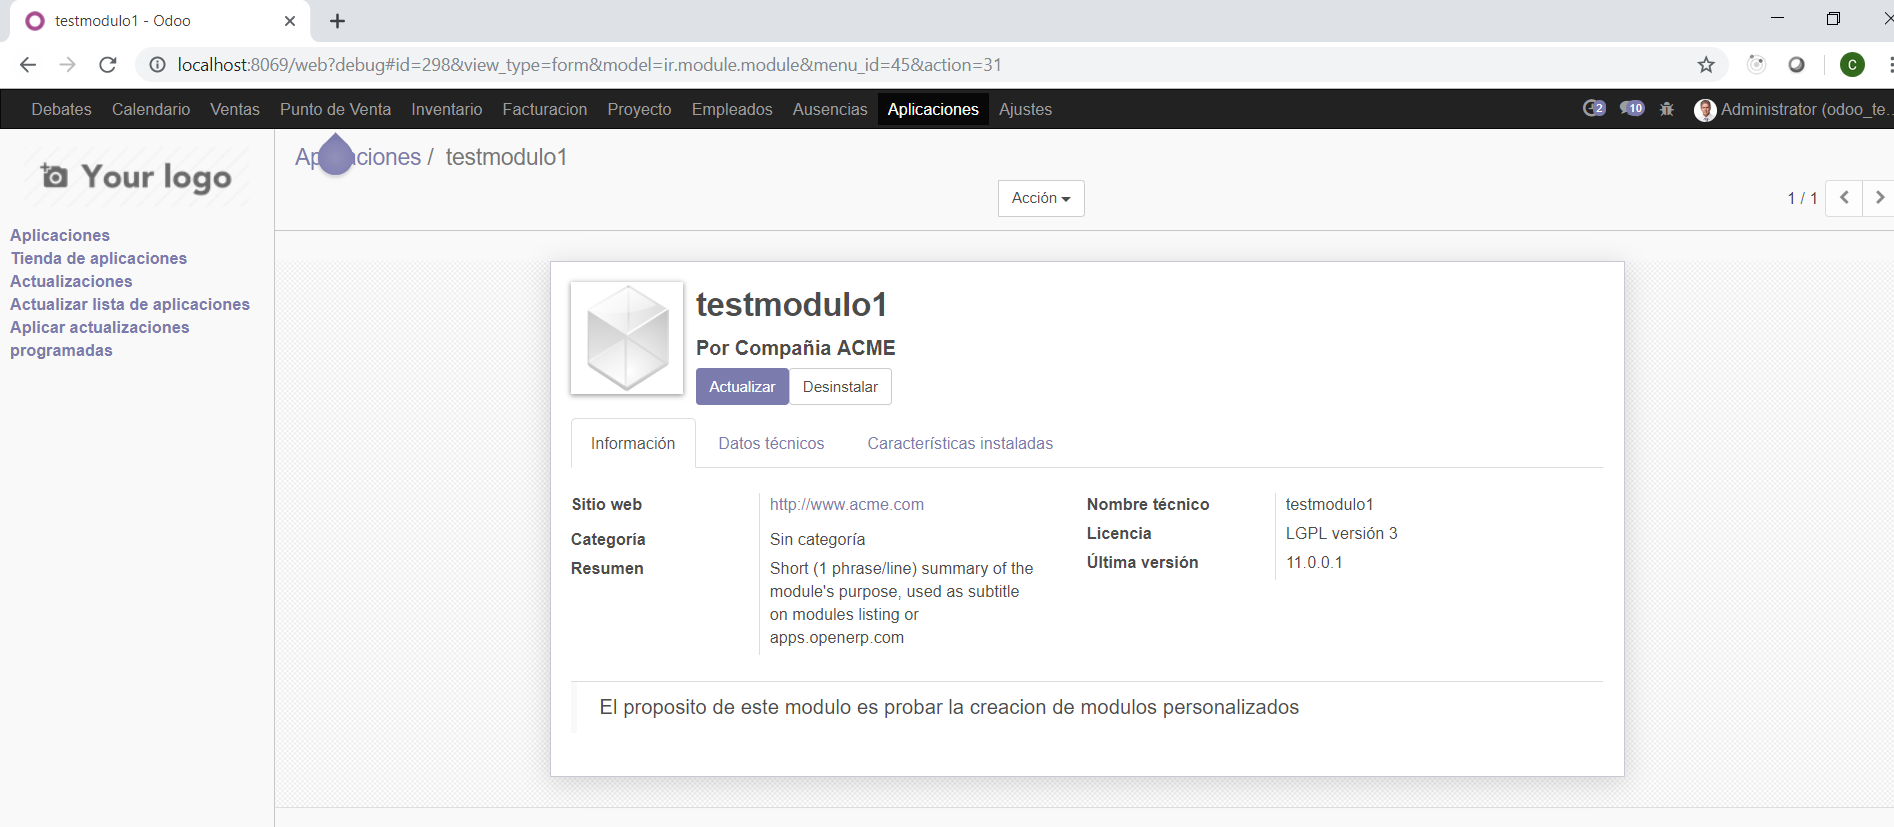 testmodulo1 - Odoo
localhost:8069/web?debug#id=298&view_type=form&model=ir.module.module&menu_id=45&action=31
C
Debates Calendario Ventas Punto de Venta Inventario Facturacion Proyecto Empleados Ausencias Aplicaciones Ajustes 2 10 Administrator (odoo_te...
Your logo
Aplicaciones
Tienda de aplicaciones
Actualizaciones
Actualizar lista de aplicaciones
Aplicar actualizaciones
programadas
Aplicaciones / testmodulo1
Acción
1 / 1
testmodulo1
Por Compañia ACME
Actualizar Desinstalar
Información Datos técnicos Características instaladas
Sitio web http://www.acme.com
Categoría Sin categoría
Resumen Short (1 phrase/line) summary of the
module's purpose, used as subtitle
on modules listing or
apps.openerp.com
Nombre técnico testmodulo1
Licencia LGPL versión 3
Última versión 11.0.0.1
El proposito de este modulo es probar la creacion de modulos personalizados